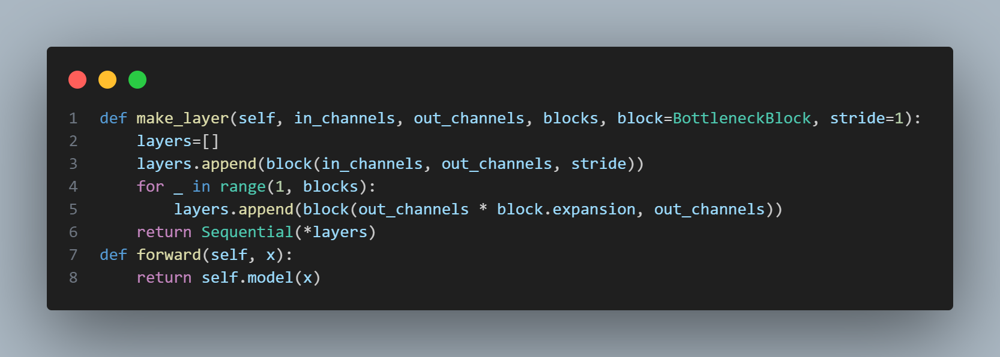 1 def make_layer(self, in_channels, out_channels, blocks, block=BottleneckBlock, stride=1):
2     layers=[]
3     layers.append(block(in_channels, out_channels, stride))
4     for _ in range(1, blocks):
5         layers.append(block(out_channels * block.expansion, out_channels))
6     return Sequential(*layers)
7 def forward(self, x):
8     return self.model(x)